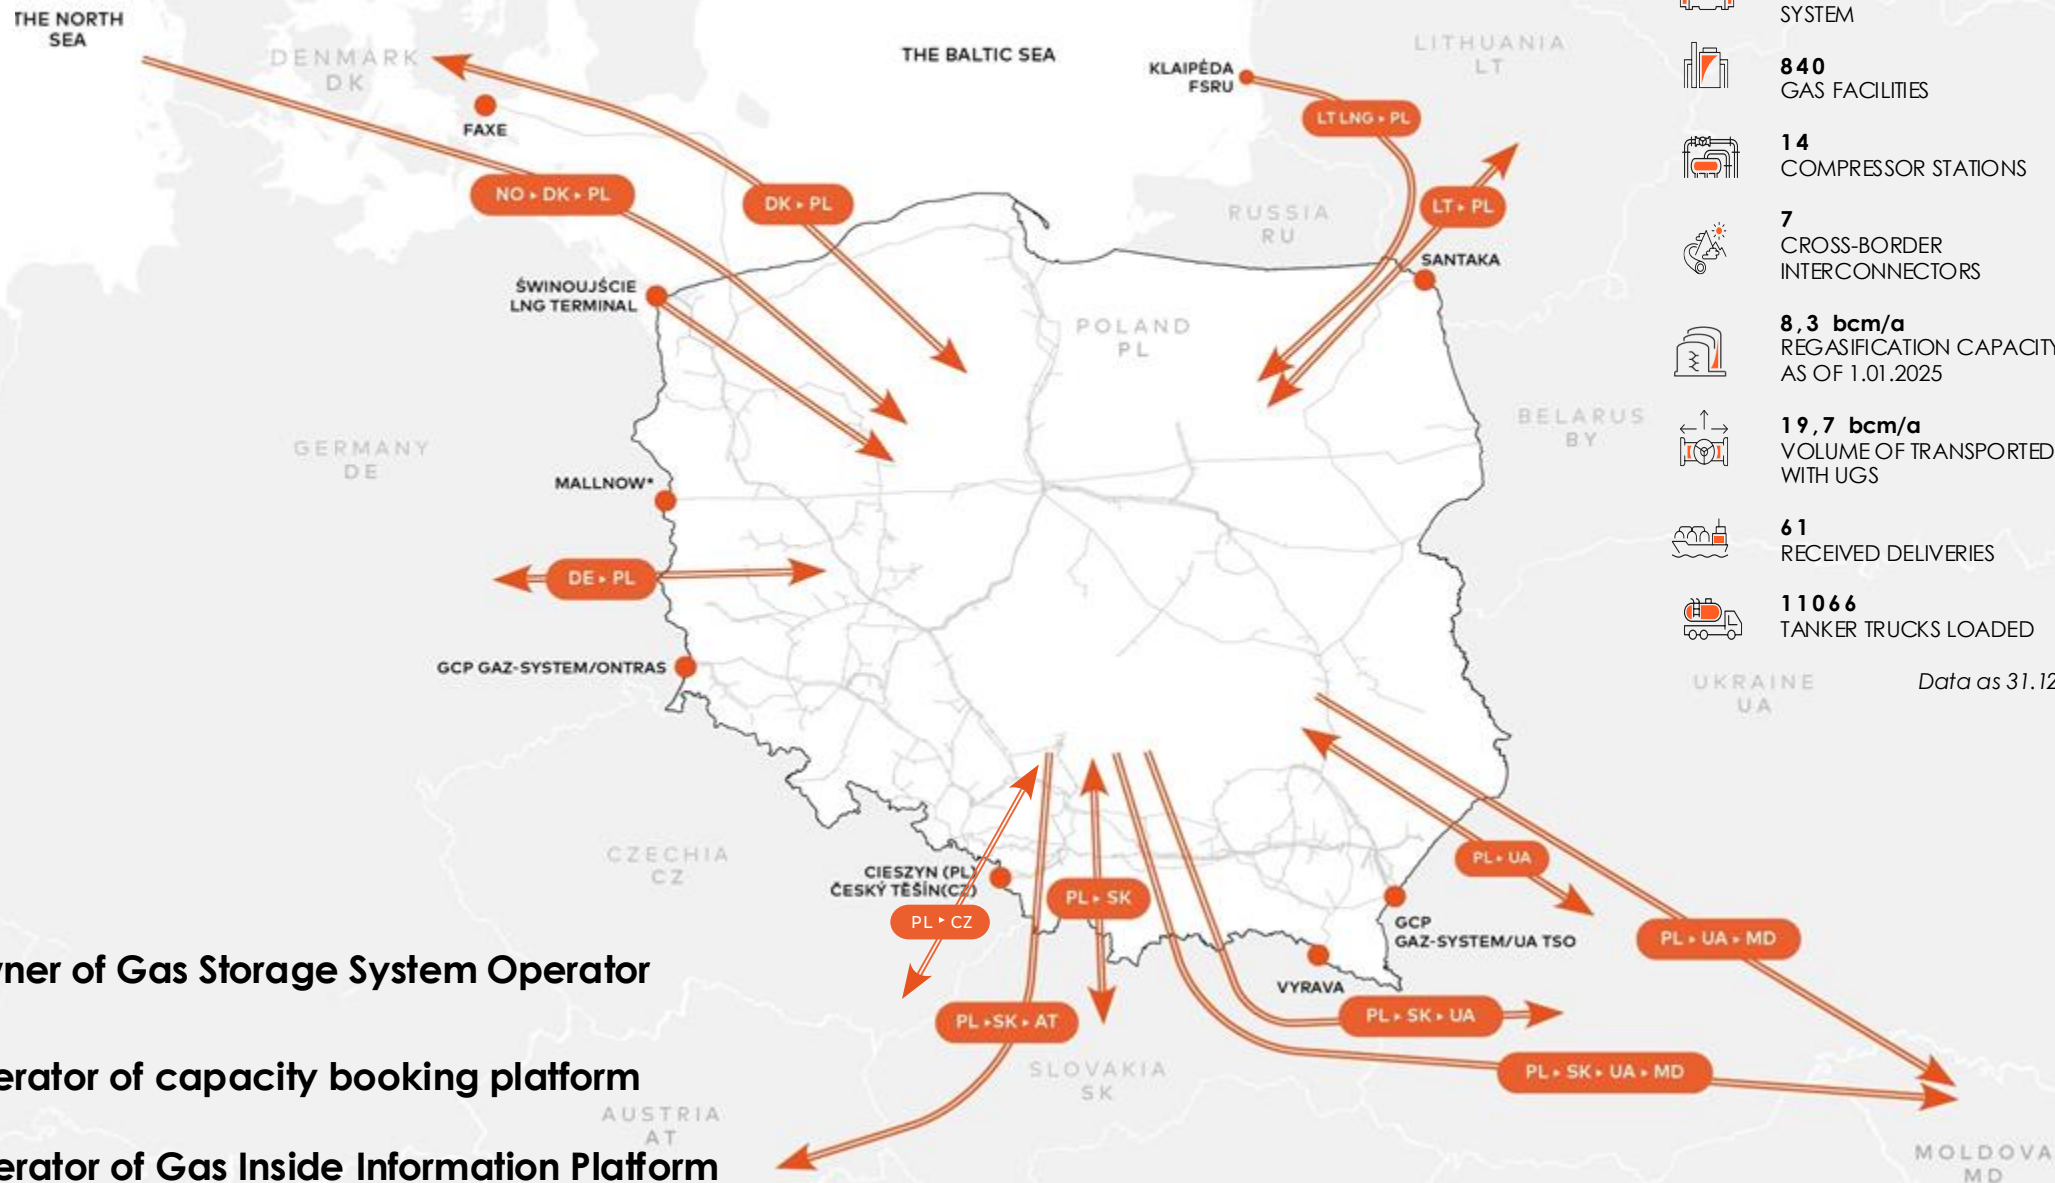 THE NORTH
SEA
DENMARK
DK
FAXE
THE BALTIC SEA
KLAIPĖDA
FSRU
LITHUANIA
LT
LT LNG ▸ PL
NO ▸ DK ▸ PL
DK ▸ PL
LT ▸ PL
RUSSIA
RU
SANTAKA
ŚWINOUJŚCIE
LNG TERMINAL
POLAND
PL
GERMANY
DE
BELARUS
BY
MALLNOW*
DE ▸ PL
GCP GAZ-SYSTEM/ONTRAS
UKRAINE
UA
CZECHIA
CZ
CIESZYN (PL)
ČESKÝ TĚŠÍN(CZ)
PL ▸ CZ
PL ▸ SK
PL ▸ UA
GCP
GAZ-SYSTEM/UA TSO
PL ▸ UA ▸ MD
VYRAVA
PL ▸ SK ▸ AT
PL ▸ SK ▸ UA
PL ▸ SK ▸ UA ▸ MD
SLOVAKIA
SK
AUSTRIA
AT
MOLDOVA
MD
SYSTEM
840
GAS FACILITIES
14
COMPRESSOR STATIONS
7
CROSS-BORDER
INTERCONNECTORS
8,3 bcm/a
REGASIFICATION CAPACITY
AS OF 1.01.2025
19,7 bcm/a
VOLUME OF TRANSPORTED
WITH UGS
61
RECEIVED DELIVERIES
11066
TANKER TRUCKS LOADED
Data as 31.12
of Gas Storage System Operator
of capacity booking platform
of Gas Inside Information Platform